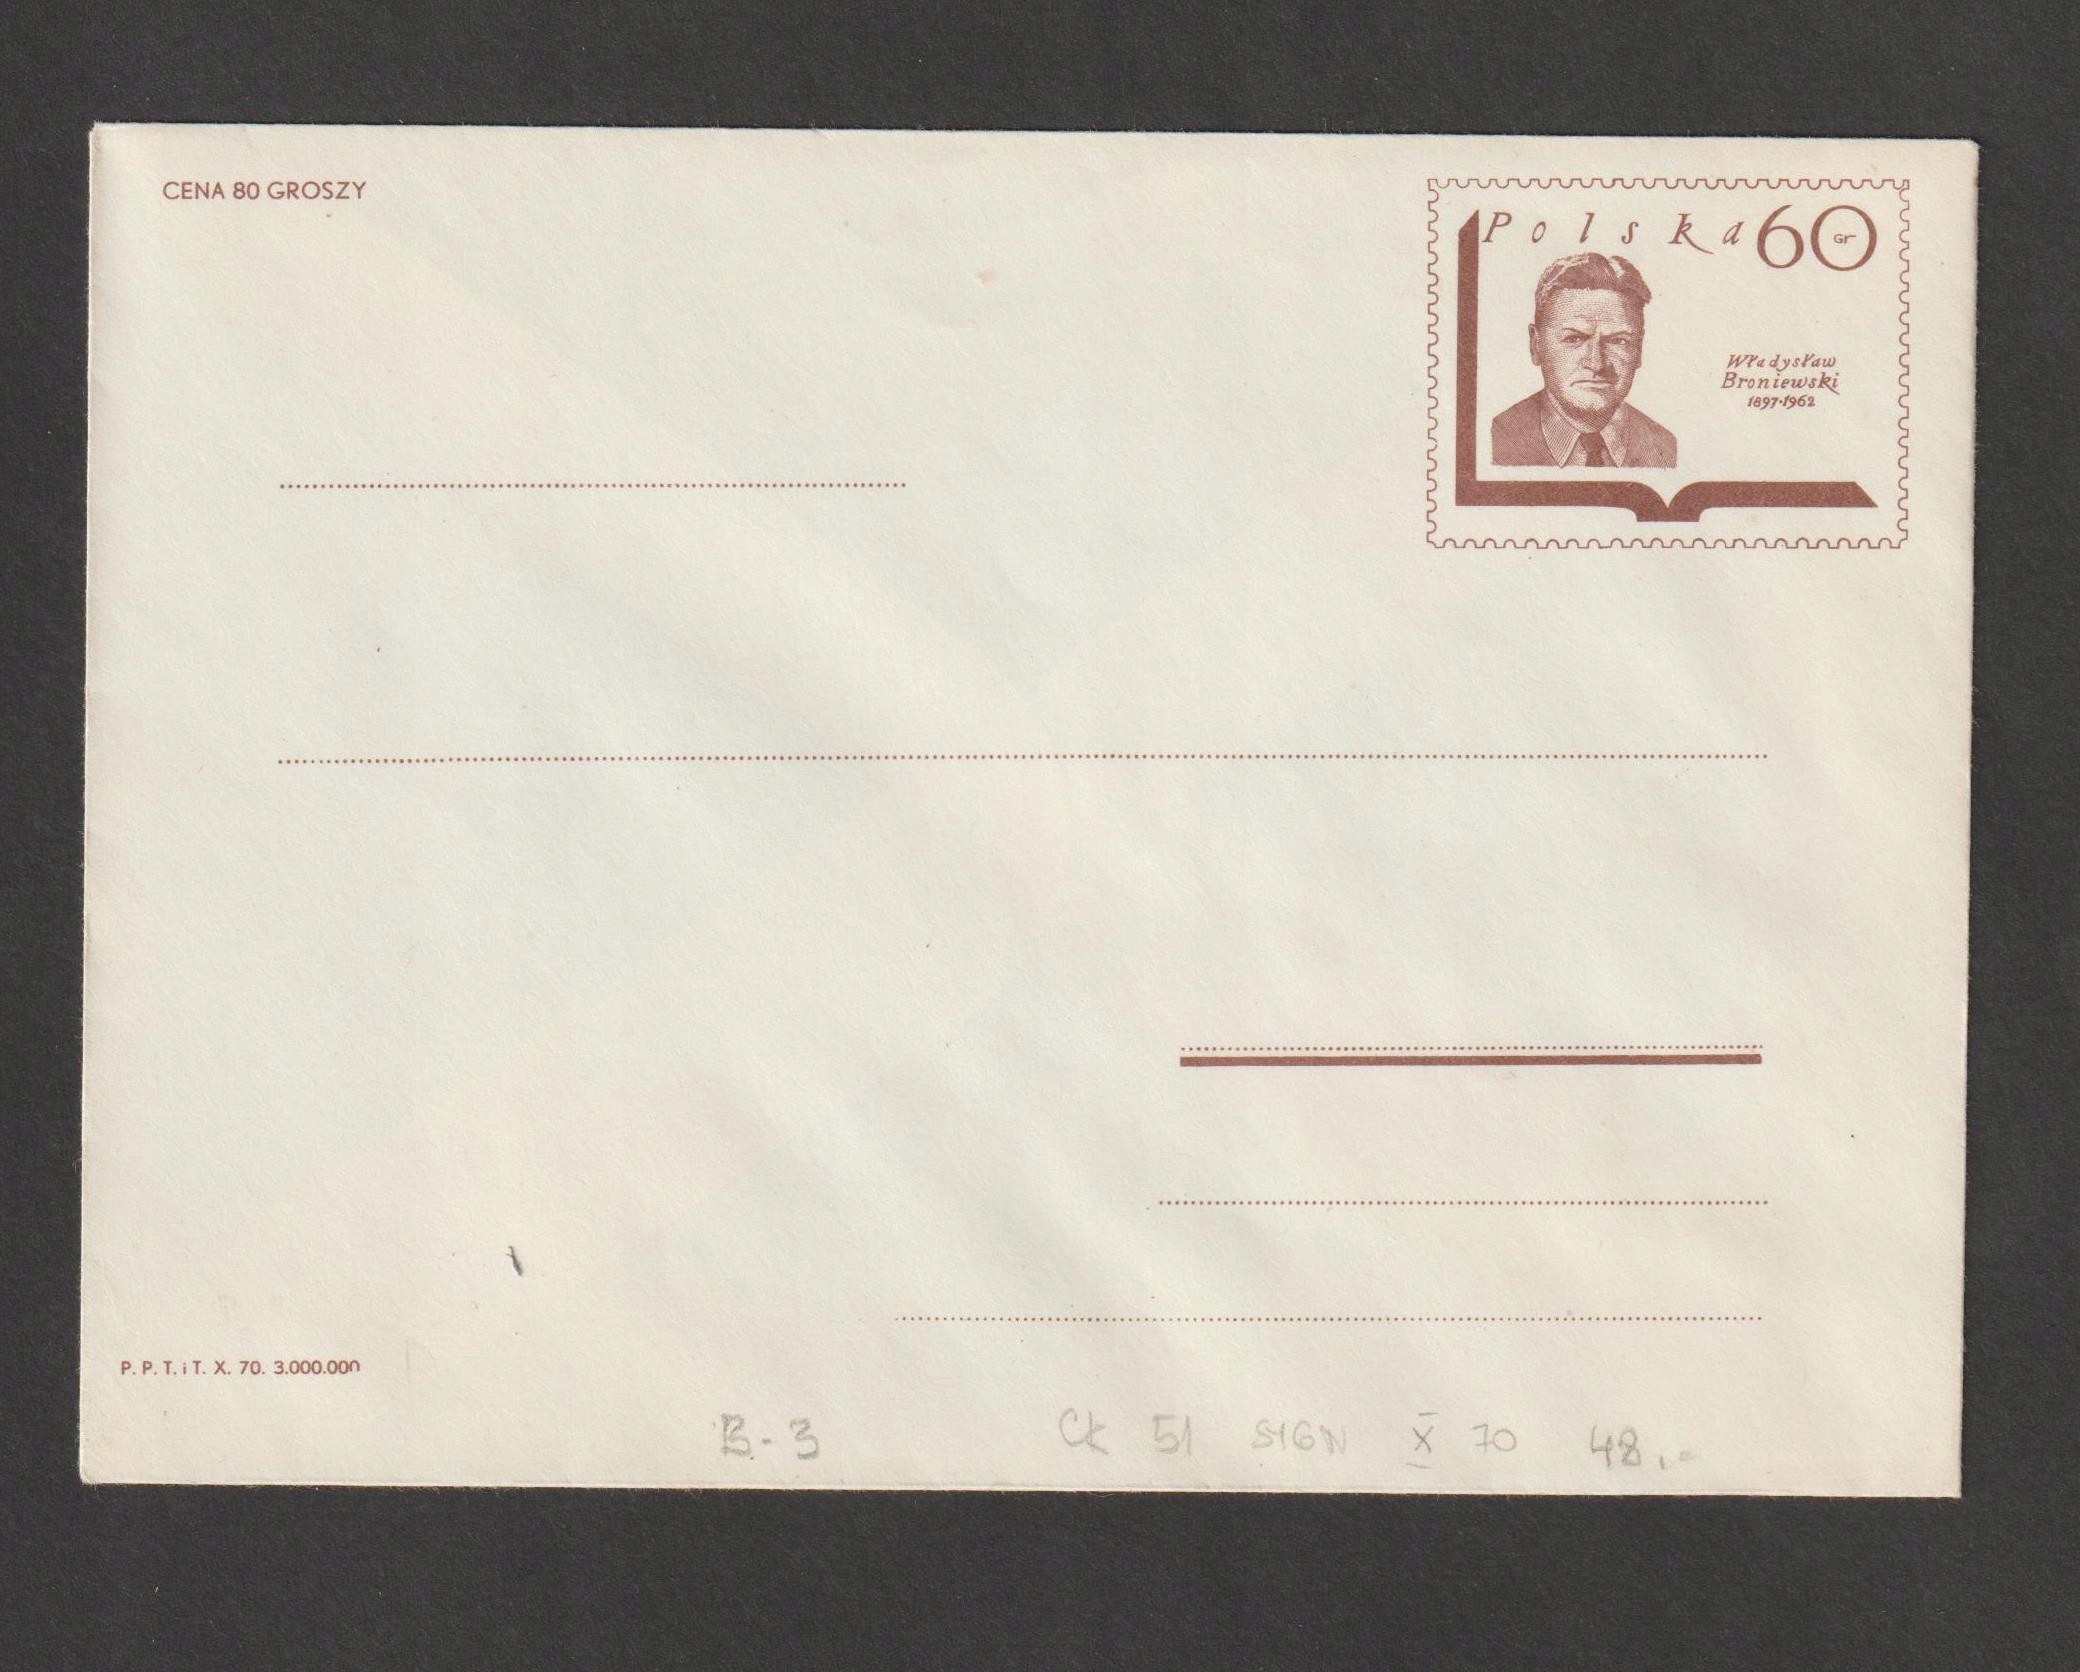 CENA 80 GROSZY
Polska 60 Gr
Władysław
Broniewski
1897·1962
P. P. T. i T. X. 70. 3.000.000
B-3 Ck 51 SIGN X 70 48,-